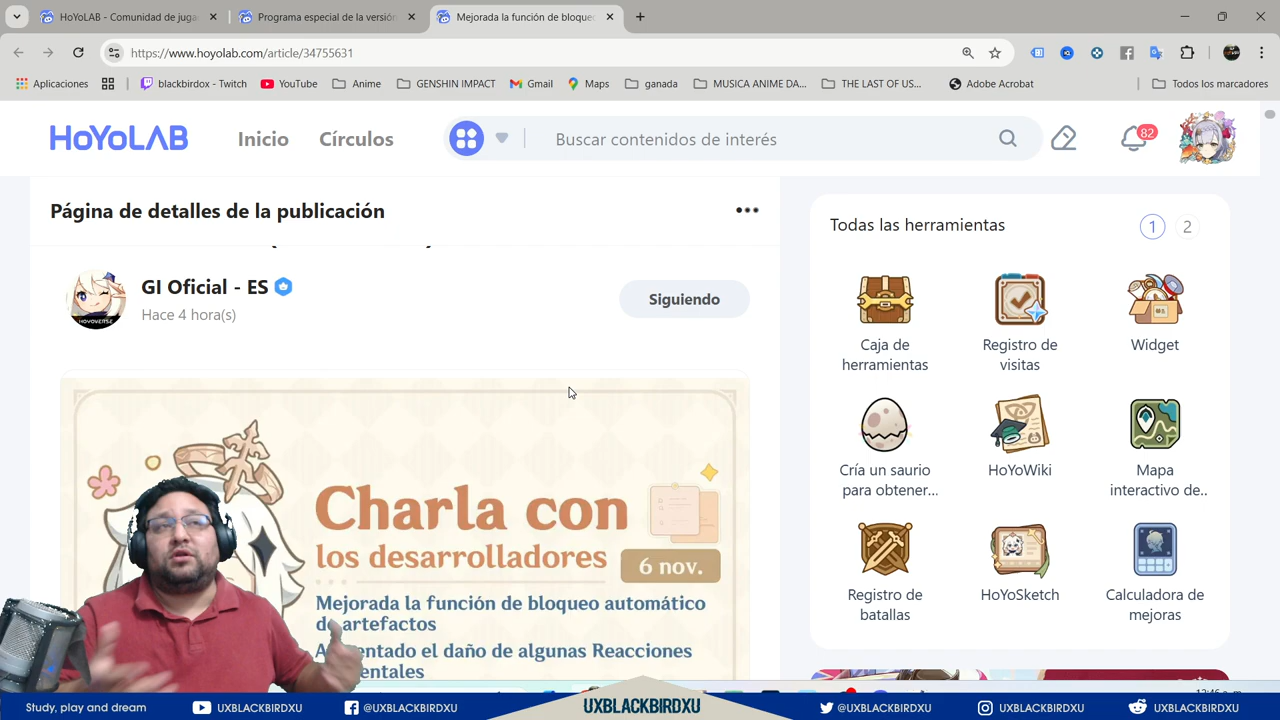 HoYoLAB - Comunidad de juga
Programa especial de la versión
Mejorada la función de bloqueo
https://www.hoyolab.com/article/34755631
Aplicaciones
blackbirdox - Twitch
YouTube
Anime
GENSHIN IMPACT
Gmail
Maps
ganada
MUSICA ANIME DA...
THE LAST OF US...
Adobe Acrobat
Todos los marcadores
HoYoLAB
Inicio
Círculos
Buscar contenidos de interés
82
Página de detalles de la publicación
GI Oficial - ES
Hace 4 hora(s)
Siguiendo
HOYOVERSE
Charla con
los desarrolladores
6 nov.
Mejorada la función de bloqueo automático
de artefactos
Reacciones
Todas las herramientas
1
2
Caja de
herramientas
Registro de
visitas
Widget
Cría un saurio
para obtener...
HoYoWiki
Mapa
interactivo de..
Registro de
batallas
HoYoSketch
Calculadora de
mejoras
Study, play and dream
UXBLACKBIRDXU
@UXBLACKBIRDXU
UXBLACKBIRDXU
@UXBLACKBIRDXU
UXBLACKBIRDXU
UXBLACKBIRDXU